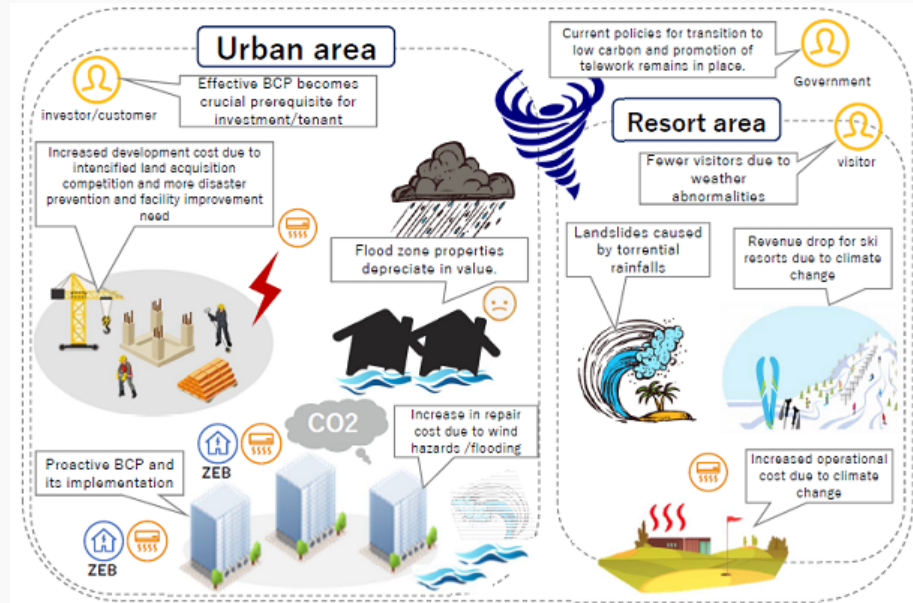 Urban area
investor/customer
Effective BCP becomes
crucial prerequisite for
investment/tenant
Current policies for transition to
low carbon and promotion of
telework remains in place.
Government
Resort area
visitor
Fewer visitors due to
weather
abnormalities
Increased development cost due to
intensified land acquisition
competition and more disaster
prevention and facility improvement
need
$$$$
Flood zone properties
depreciate in value.
Landslides caused
by torrential
rainfalls
Revenue drop for ski
resorts due to climate
change
CO2
Increase in repair
cost due to wind
hazards /flooding
ZEB
$$$$
Proactive BCP and
its implementation
ZEB
$$$$
$$$$
Increased operational
cost due to climate
change